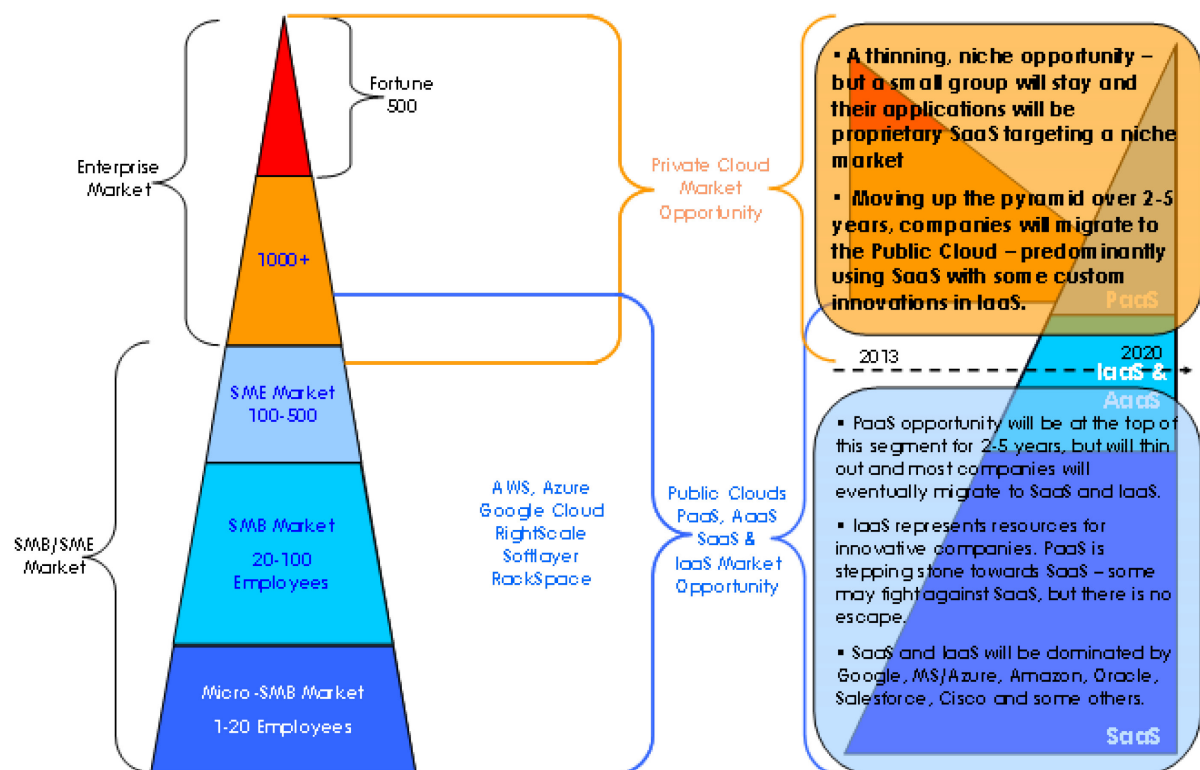 Fortune
500
Enterprise
Market
1000+
SME Market
100-500
SMB Market
20-100
Employees
SMB/SME
Market
Micro-SMB Market
1-20 Employees
Private Cloud
Market
Opportunity
AWS, Azure
Google Cloud
RightScale
Softlayer
RackSpace
Public Clouds
PaaS, AaaS
SaaS &
IaaS Market
Opportunity
▪ A thinning, niche opportunity –
but a small group will stay and
their applications will be
proprietary SaaS targeting a niche
market
▪ Moving up the pyramid over 2-5
years, companies will migrate to
the Public Cloud – predominantly
using SaaS with some custom
innovations in IaaS.
PaaS
2013
2020
IaaS &
AaaS
▪ PaaS opportunity will be at the top of
this segment for 2-5 years, but will thin
out and most companies will
eventually migrate to SaaS and IaaS.
▪ IaaS represents resources for
innovative companies. PaaS is
stepping stone towards SaaS – some
may fight against SaaS, but there is no
escape.
▪ SaaS and IaaS will be dominated by
Google, MS/Azure, Amazon, Oracle,
Salesforce, Cisco and some others.
SaaS